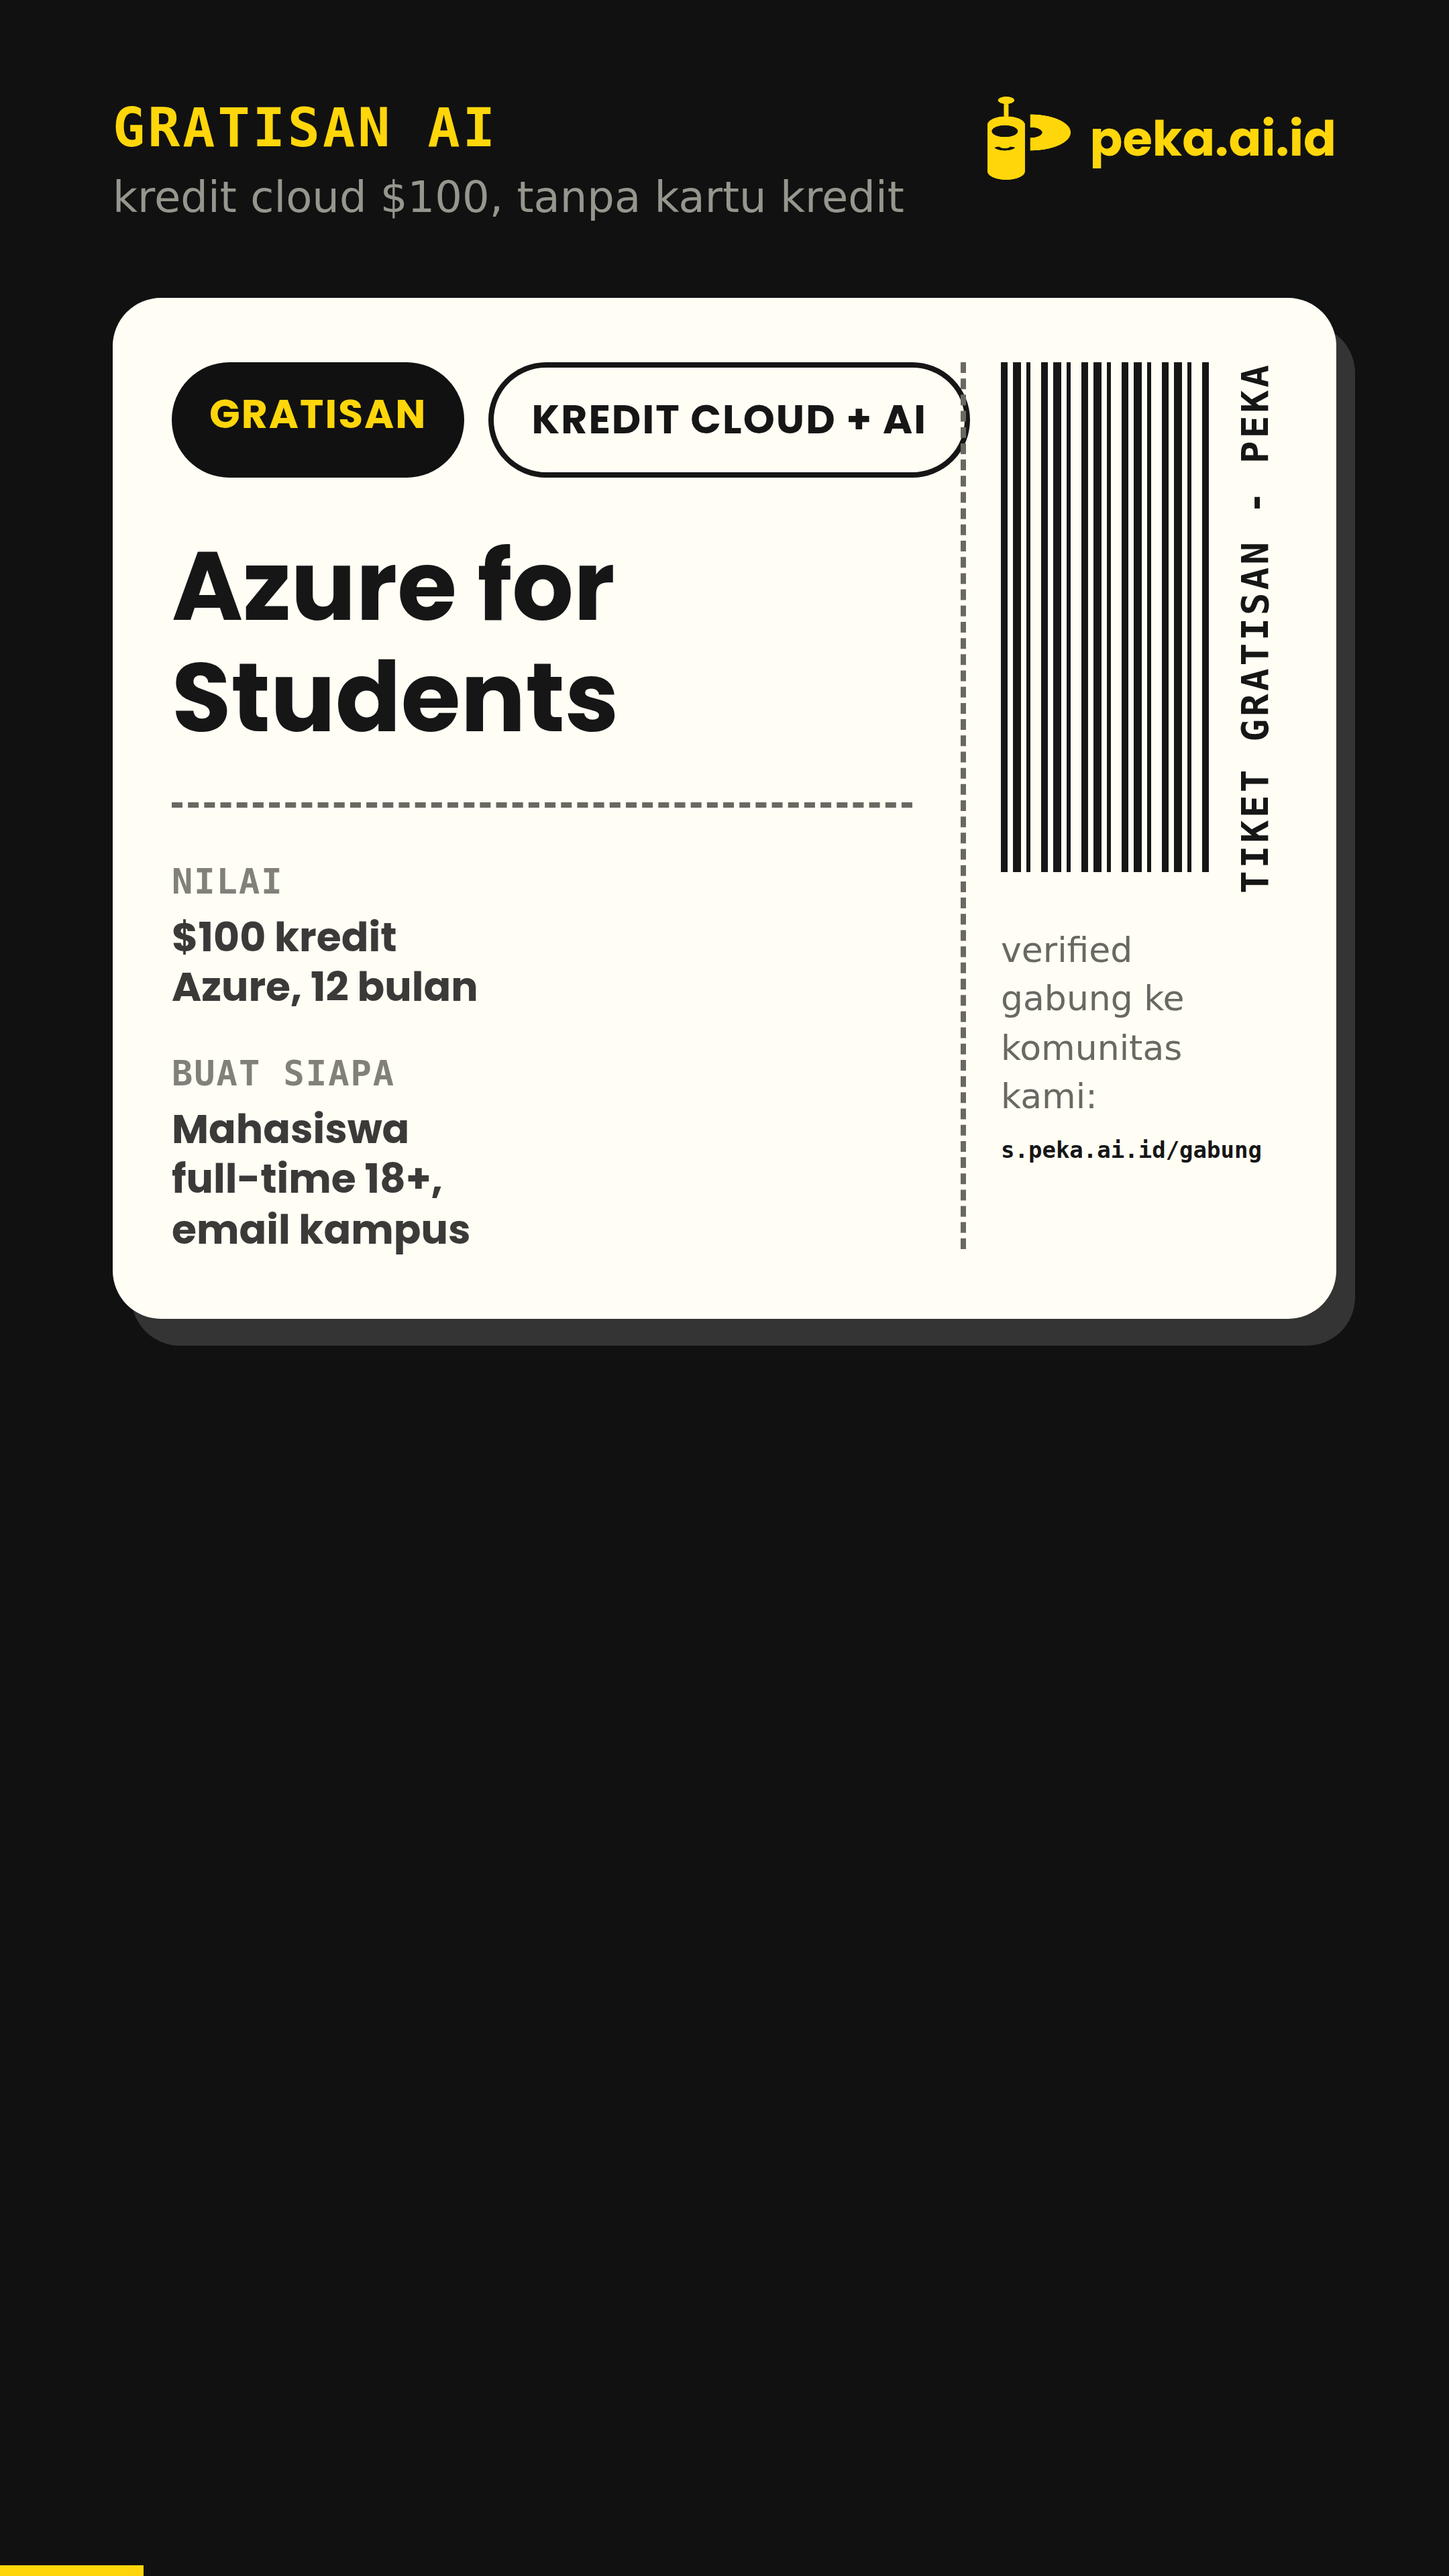 GRATISAN AI
kredit cloud $100, tanpa kartu kredit
peka.ai.id
GRATISAN
KREDIT CLOUD + AI
Azure for
Students
NILAI
$100 kredit
Azure, 12 bulan
BUAT SIAPA
Mahasiswa
full-time 18+,
email kampus
TIKET GRATISAN - PEKA
verified
gabung ke
komunitas
kami:
s.peka.ai.id/gabung